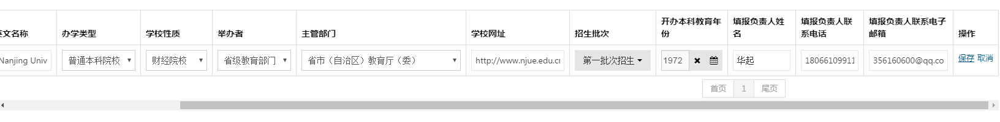 英文名称 办学类型 学校性质 举办者 主管部门 学校网址 招生批次 开办本科教育年份 填报负责人姓名 填报负责人联系电话 填报负责人联系电子邮箱 操作
Nanjing Univ 普通本科院校 财经院校 省级教育部门 省市（自治区）教育厅（委） http://www.njue.edu.cn 第一批次招生 1972 华起 18066109911 356160600@qq.co 保存 取消
首页 1 尾页